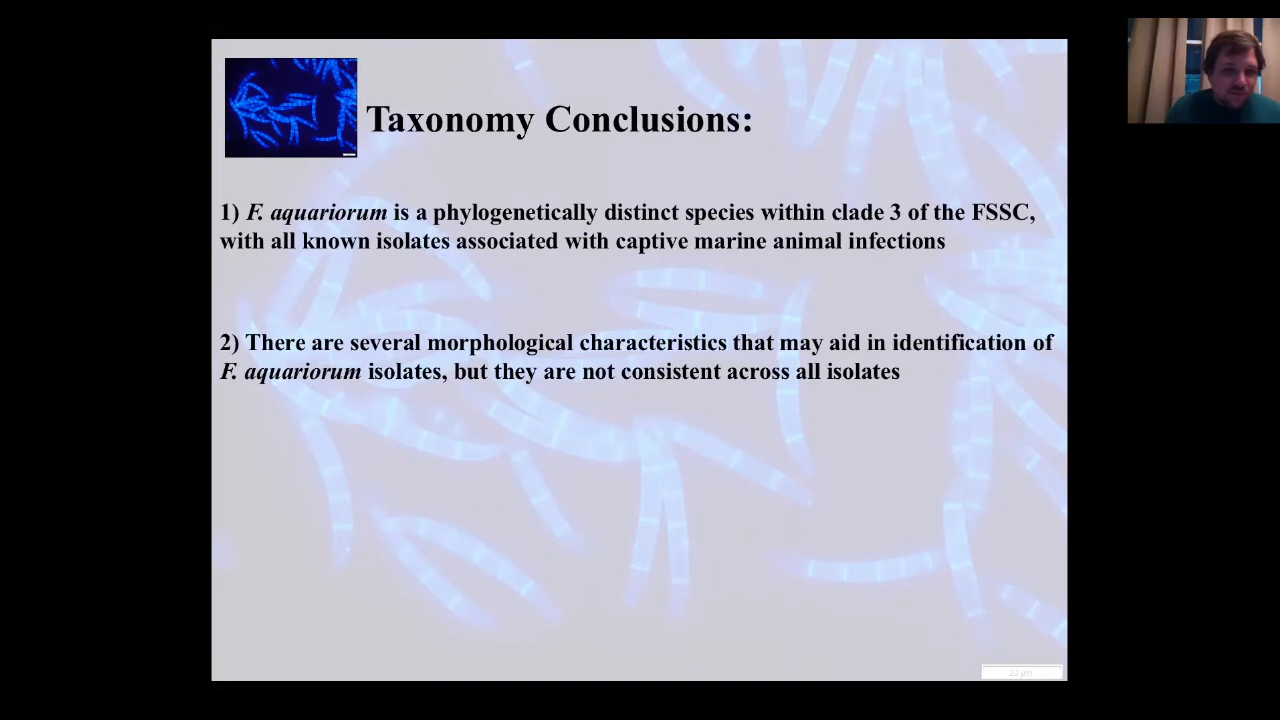 Taxonomy Conclusions:
1) F. aquariorum is a phylogenetically distinct species within clade 3 of the FSSC,
with all known isolates associated with captive marine animal infections
2) There are several morphological characteristics that may aid in identification of
F. aquariorum isolates, but they are not consistent across all isolates
20 µm